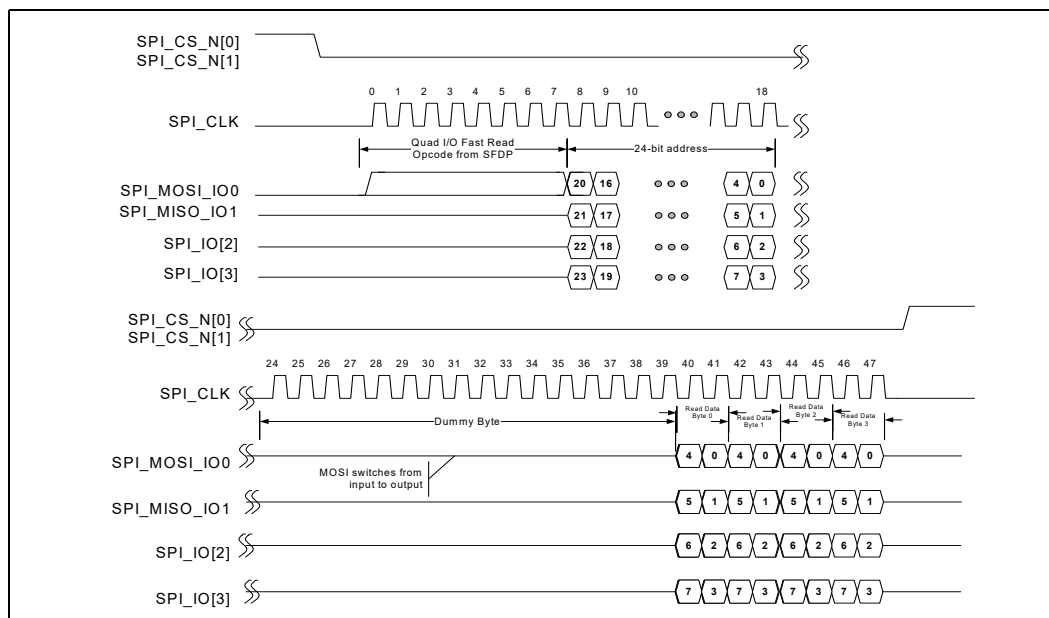 SPI_CS_N[0]
SPI_CS_N[1]
0 1 2 3 4 5 6 7 8 9 10 18
SPI_CLK
Quad I/O Fast Read
Opcode from SFDP
24-bit address
SPI_MOSI_IO0 20 16 4 0
SPI_MISO_IO1 21 17 5 1
SPI_IO[2] 22 18 6 2
SPI_IO[3] 23 19 7 3
SPI_CS_N[0]
SPI_CS_N[1]
24 25 26 27 28 29 30 31 32 33 34 35 36 37 38 39 40 41 42 43 44 45 46 47
SPI_CLK
Dummy Byte
Read Data
Byte 0
Read Data
Byte 1
Read Data
Byte 2
Read Data
Byte 3
SPI_MOSI_IO0 4 0 4 0 4 0 4 0
MOSI switches from
input to output
SPI_MISO_IO1 5 1 5 1 5 1 5 1
SPI_IO[2] 6 2 6 2 6 2 6 2
SPI_IO[3] 7 3 7 3 7 3 7 3